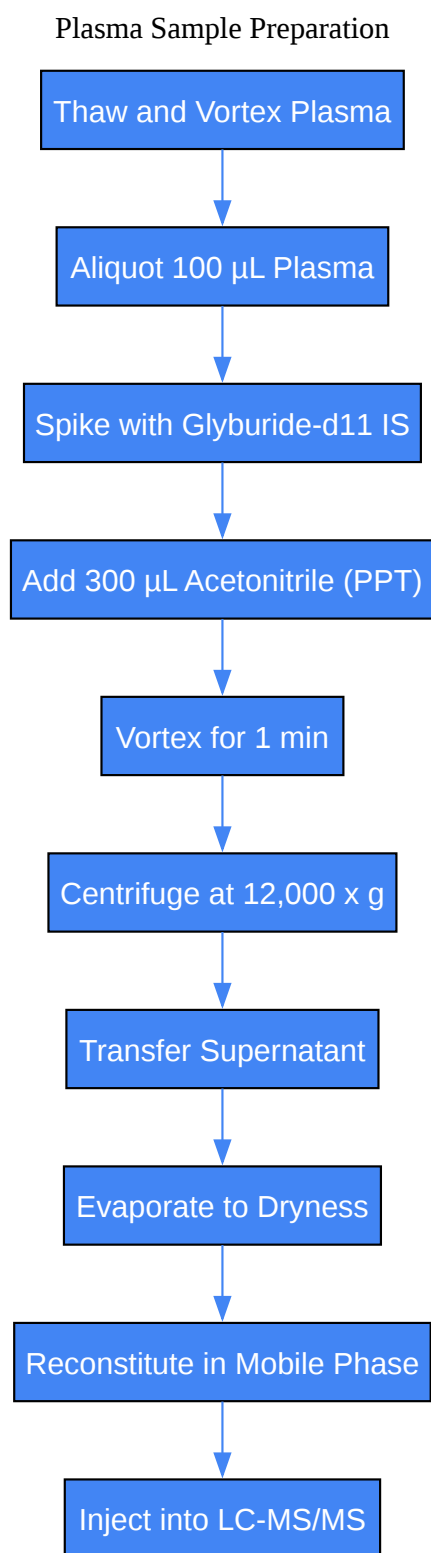 Plasma Sample Preparation
Thaw and Vortex Plasma
Aliquot 100 µL Plasma
Spike with Glyburide-d11 IS
Add 300 µL Acetonitrile (PPT)
Vortex for 1 min
Centrifuge at 12,000 x g
Transfer Supernatant
Evaporate to Dryness
Reconstitute in Mobile Phase
Inject into LC-MS/MS